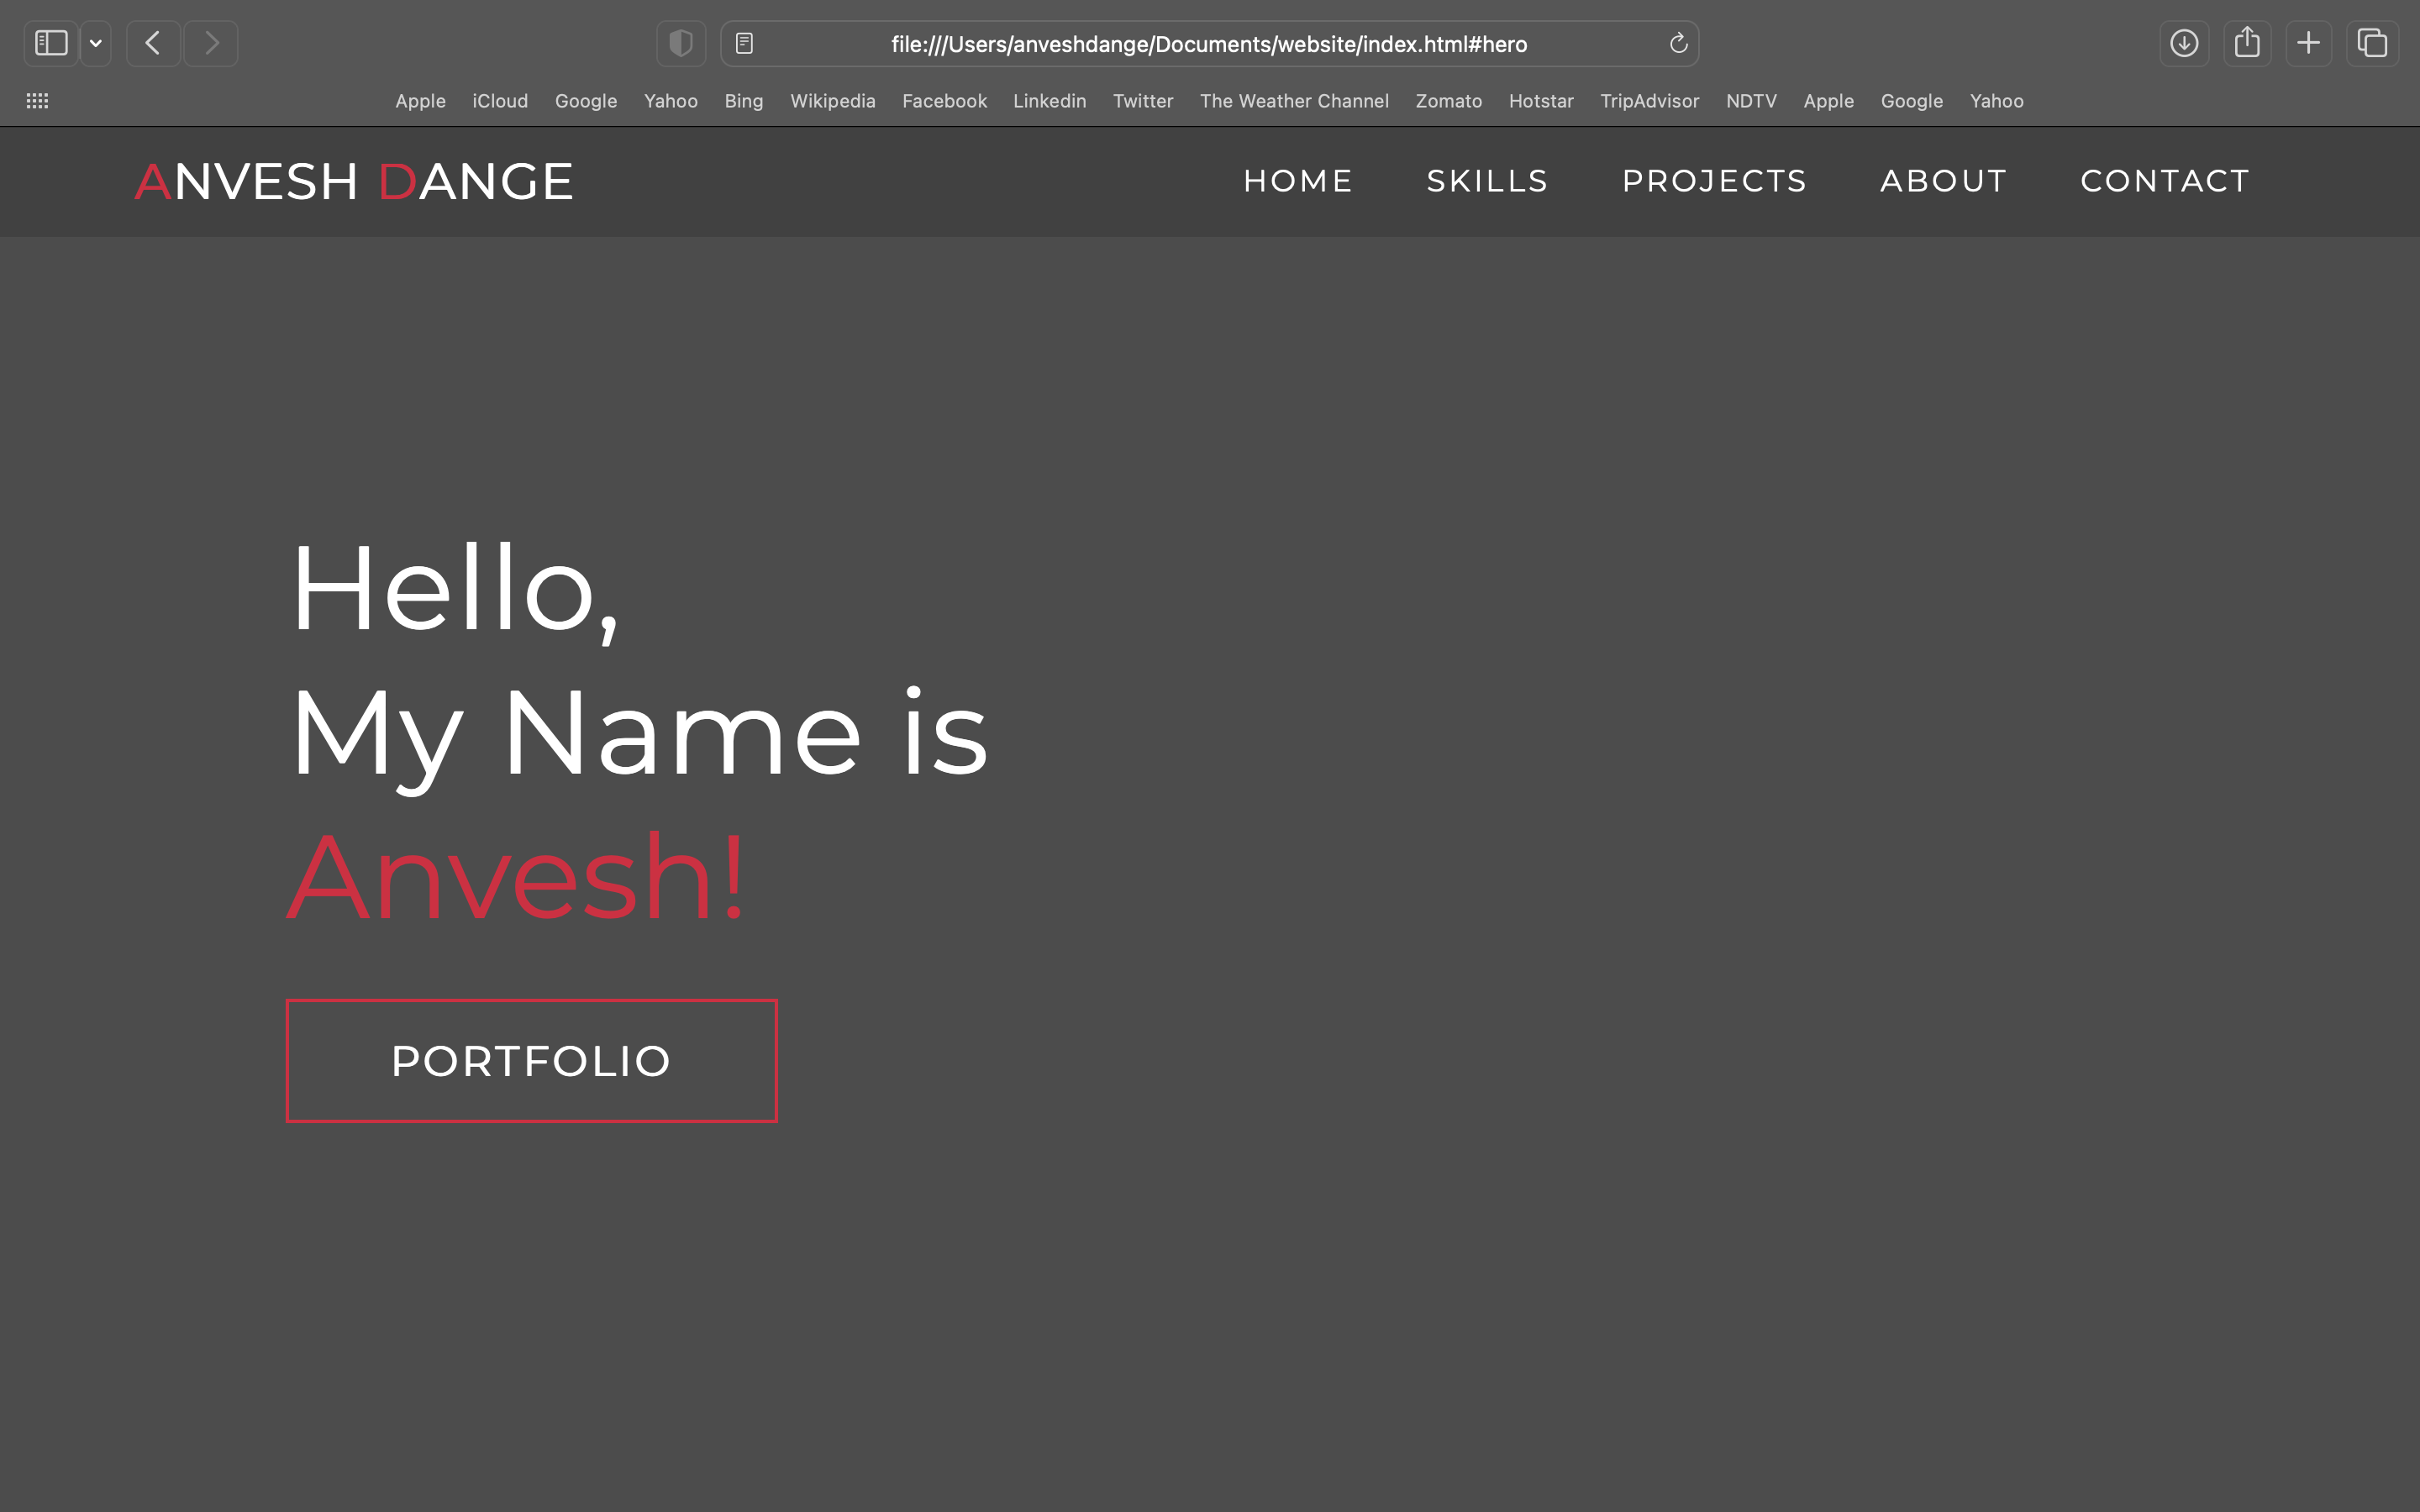 file:///Users/anveshdange/Documents/website/index.html#hero
Apple iCloud Google Yahoo Bing Wikipedia Facebook Linkedin Twitter The Weather Channel Zomato Hotstar TripAdvisor NDTV Apple Google Yahoo
ANVESH DANGE HOME SKILLS PROJECTS ABOUT CONTACT
Hello,
My Name is
Anvesh!
PORTFOLIO